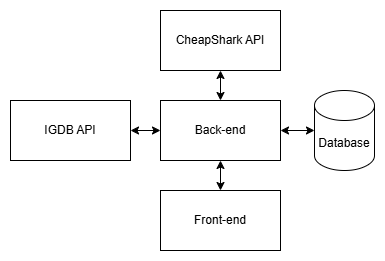 CheapShark API
IGDB API
Back-end
Database
Front-end